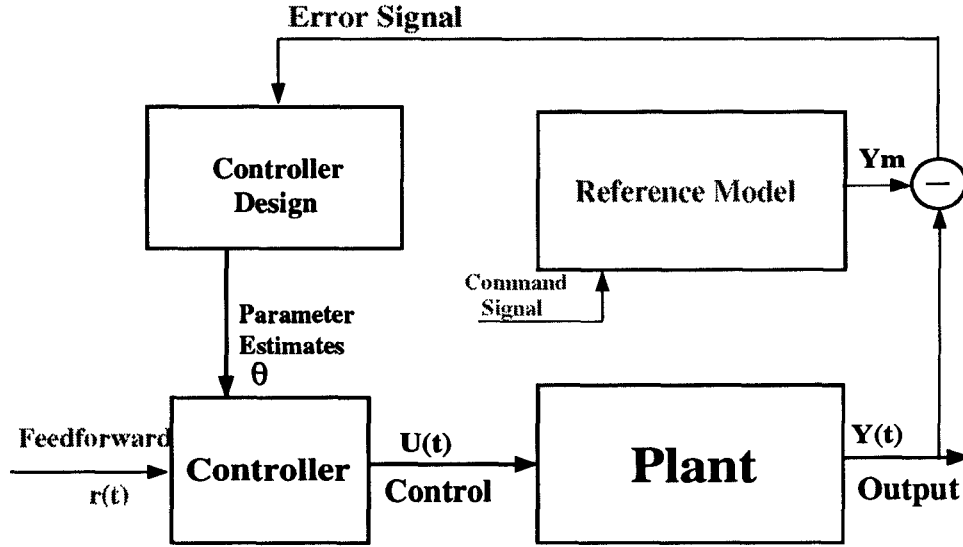 Error Signal
Controller
Design
Reference Model
Ym
−
Command
Signal
Parameter
Estimates
θ
Feedforward
r(t)
Controller
U(t)
Control
Plant
Y(t)
Output